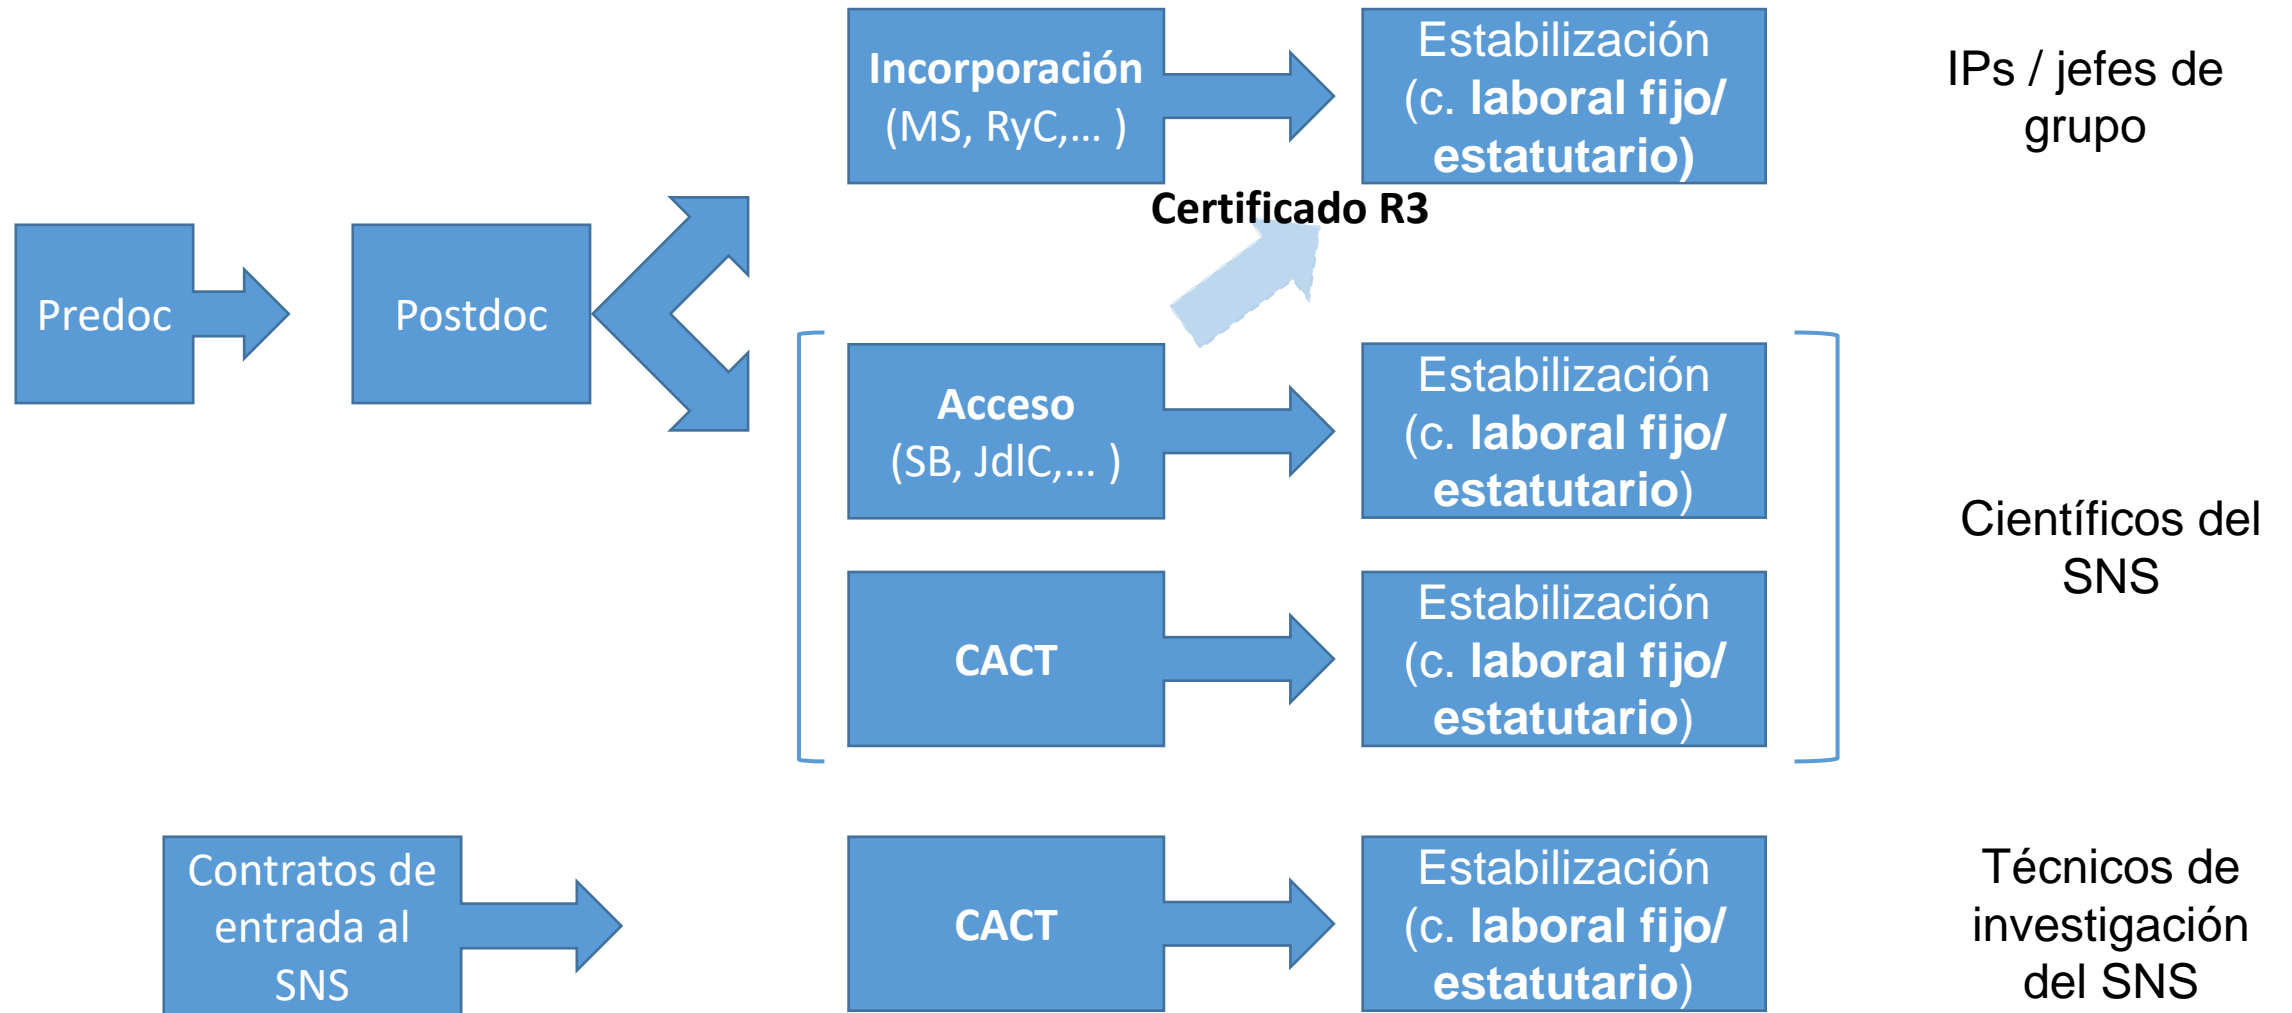 Incorporación
(MS, RyC,... )
Estabilización
(c. laboral fijo/
estatutario)
IPs / jefes de
grupo
Certificado R3
Predoc
Postdoc
Acceso
(SB, JdlC,... )
Estabilización
(c. laboral fijo/
estatutario)
CACT
Estabilización
(c. laboral fijo/
estatutario)
Científicos del
SNS
Contratos de
entrada al
SNS
CACT
Estabilización
(c. laboral fijo/
estatutario)
Técnicos de
investigación
del SNS